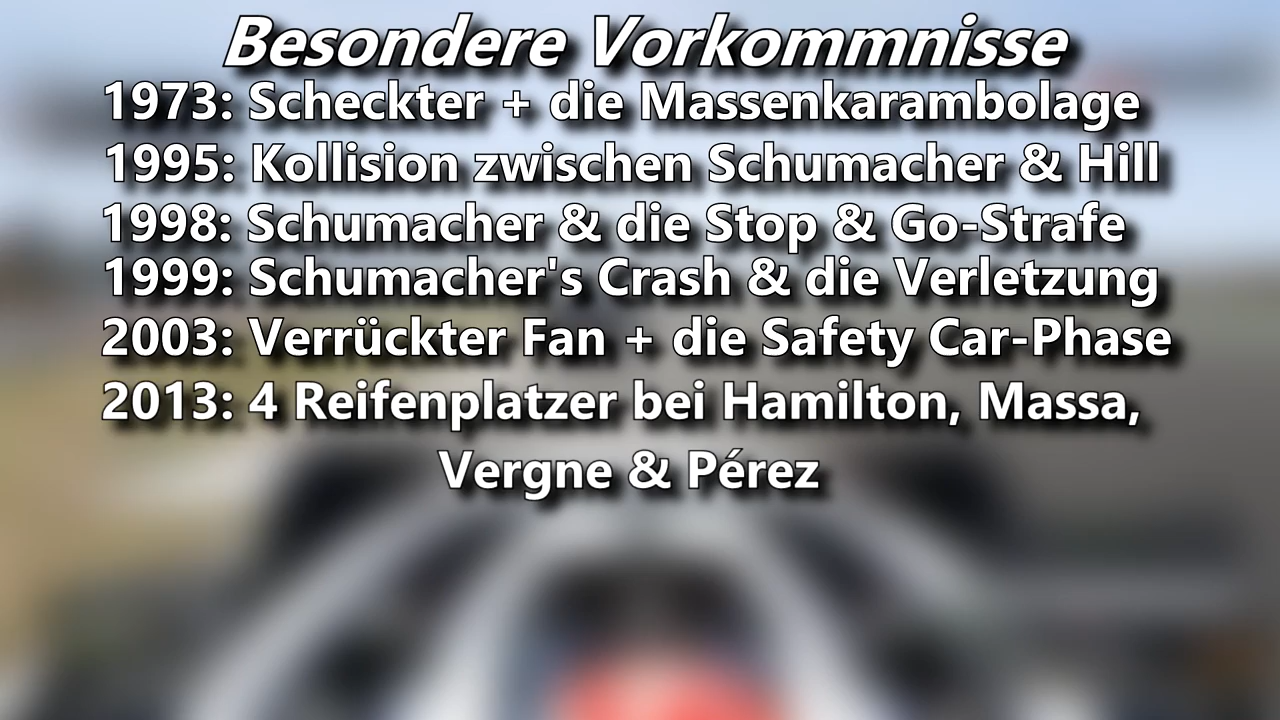 Besondere Vorkommnisse
1973: Scheckter + die Massenkarambolage
1995: Kollision zwischen Schumacher & Hill
1998: Schumacher & die Stop & Go-Strafe
1999: Schumacher's Crash & die Verletzung
2003: Verrückter Fan + die Safety Car-Phase
2013: 4 Reifenplatzer bei Hamilton, Massa,
Vergne & Pérez